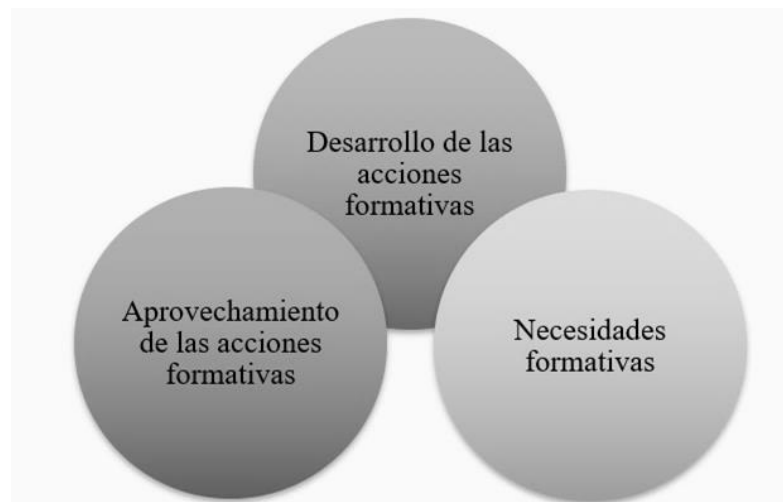 Desarrollo de las
acciones
formativas
Aprovechamiento
de las acciones
formativas
Necesidades
formativas